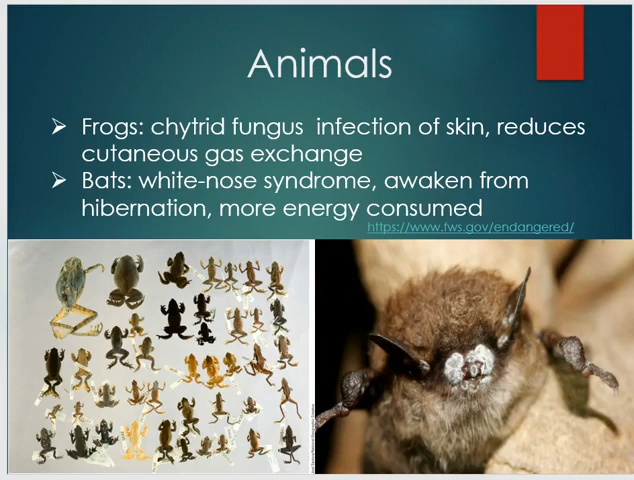 Animals
➢ Frogs: chytrid fungus  infection of skin, reduces
cutaneous gas exchange
➢ Bats: white-nose syndrome, awaken from
hibernation, more energy consumed
https://www.fws.gov/endangered/